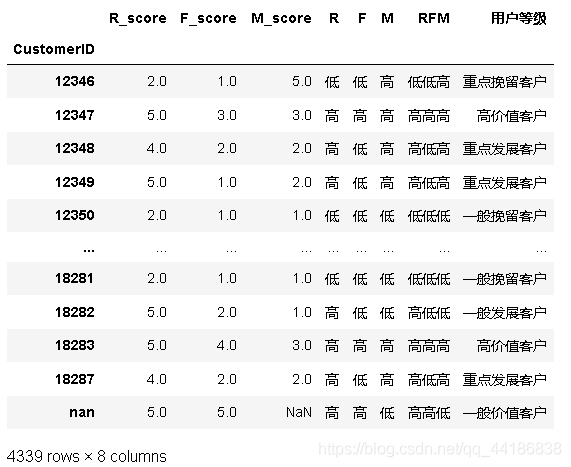 R_score F_score M_score R F M RFM 用户等级
CustomerID
12346 2.0 1.0 5.0 低 低 高 低低高 重点挽留客户
12347 5.0 3.0 3.0 高 高 高 高高高 高价值客户
12348 4.0 2.0 2.0 高 低 高 高低高 重点发展客户
12349 5.0 1.0 2.0 高 低 高 高低高 重点发展客户
12350 2.0 1.0 1.0 低 低 低 低低低 一般挽留客户
... ... ... ... ... ... ... ... ...
18281 2.0 1.0 1.0 低 低 低 低低低 一般挽留客户
18282 5.0 2.0 1.0 高 低 低 高低低 一般发展客户
18283 5.0 4.0 3.0 高 高 高 高高高 高价值客户
18287 4.0 2.0 2.0 高 低 高 高低高 重点发展客户
nan 5.0 5.0 NaN 高 高 低 高高低 一般价值客户
4339 rows × 8 columns
https://blog.csdn.net/qq_44186838